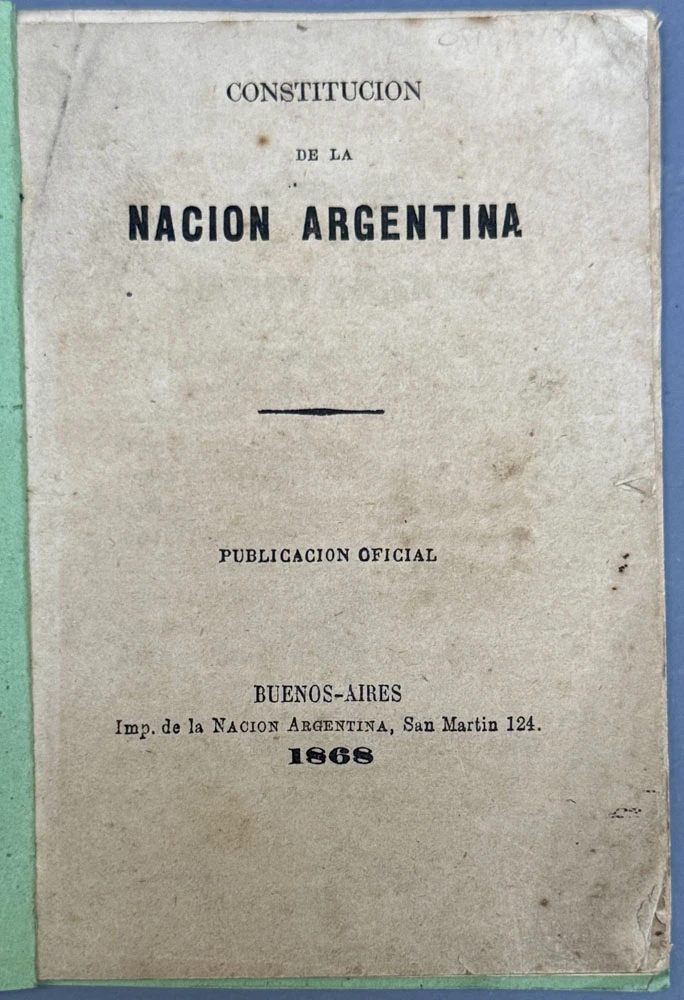 CONSTITUCION
DE LA
NACION ARGENTINA
PUBLICACION OFICIAL
BUENOS-AIRES
Imp. de la NACION ARGENTINA, San Martin 124.
1868